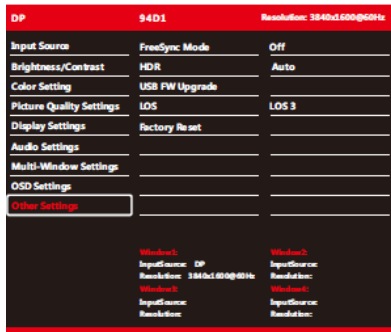 DP 94D1 Resolution: 3840x1600@60Hz
Input Source FreeSync Mode Off
Brightness/Contrast HDR Auto
Color Setting USB FW Upgrade
Picture Quality Settings LOS LOS 3
Display Settings Factory Reset
Audio Settings
Multi-Window Settings
OSD Settings
Other Settings
Window1: Window2:
InputSource: DP InputSource:
Resolution: 3840x1600@60Hz Resolution:
Window3: Window4:
InputSource: InputSource:
Resolution: Resolution: